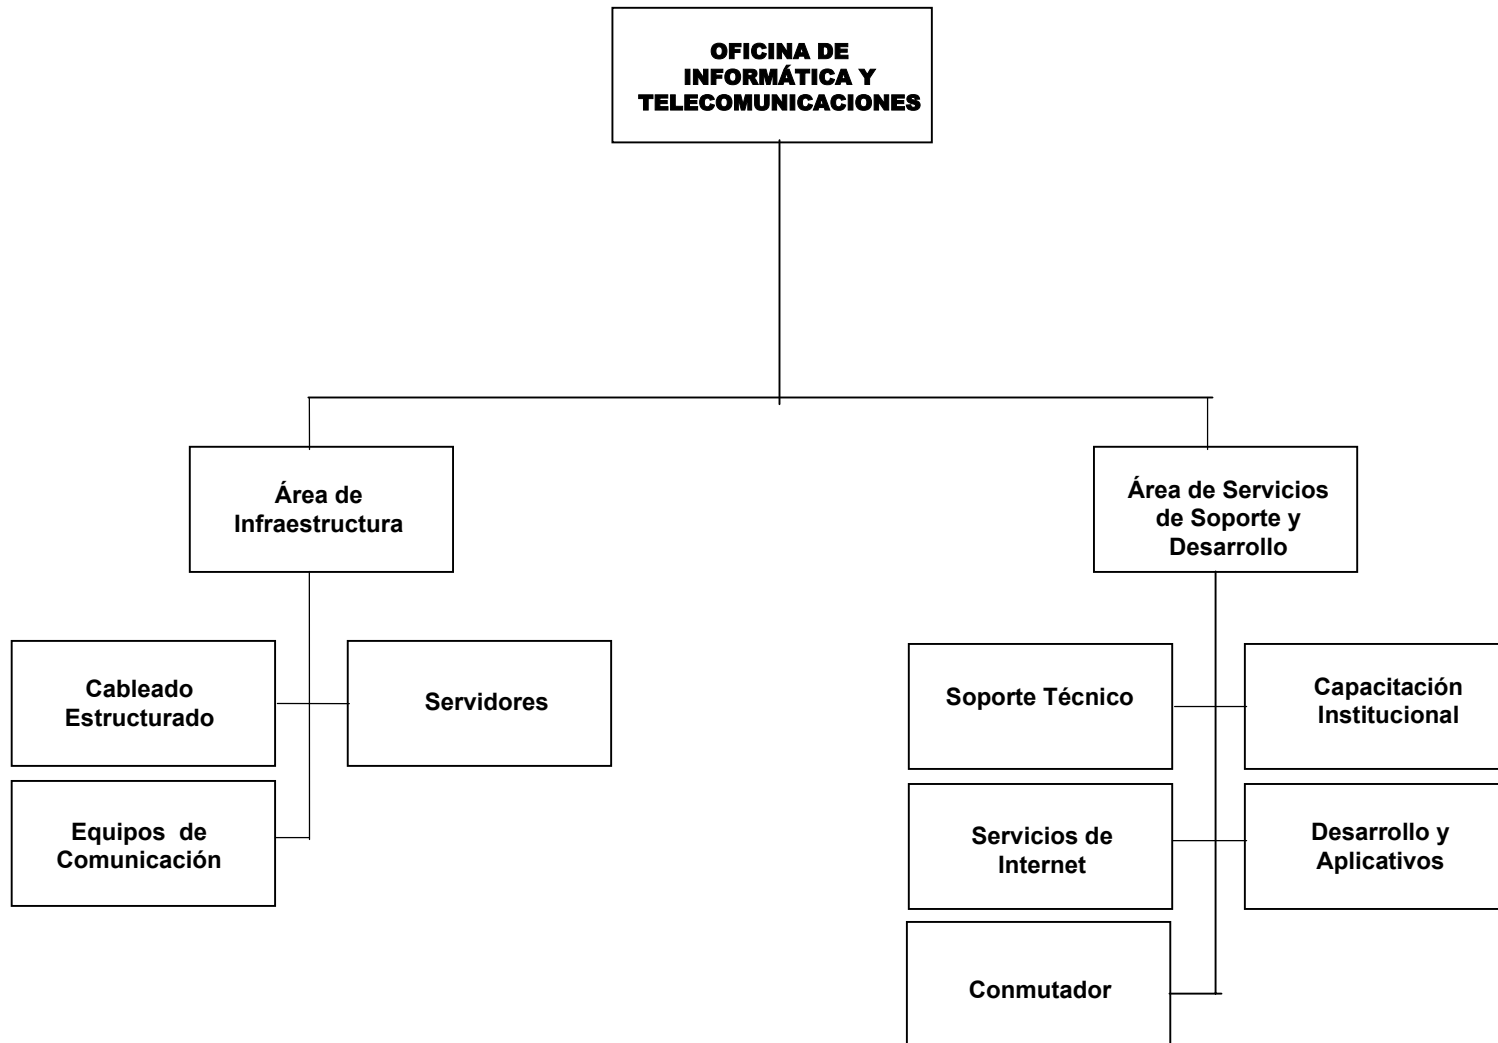 OFICINA DE
INFORMÁTICA Y
TELECOMUNICACIONES
Área de
Infraestructura
Área de Servicios
de Soporte y
Desarrollo
Cableado
Estructurado
Servidores
Soporte Técnico
Capacitación
Institucional
Equipos de
Comunicación
Servicios de
Internet
Desarrollo y
Aplicativos
Conmutador